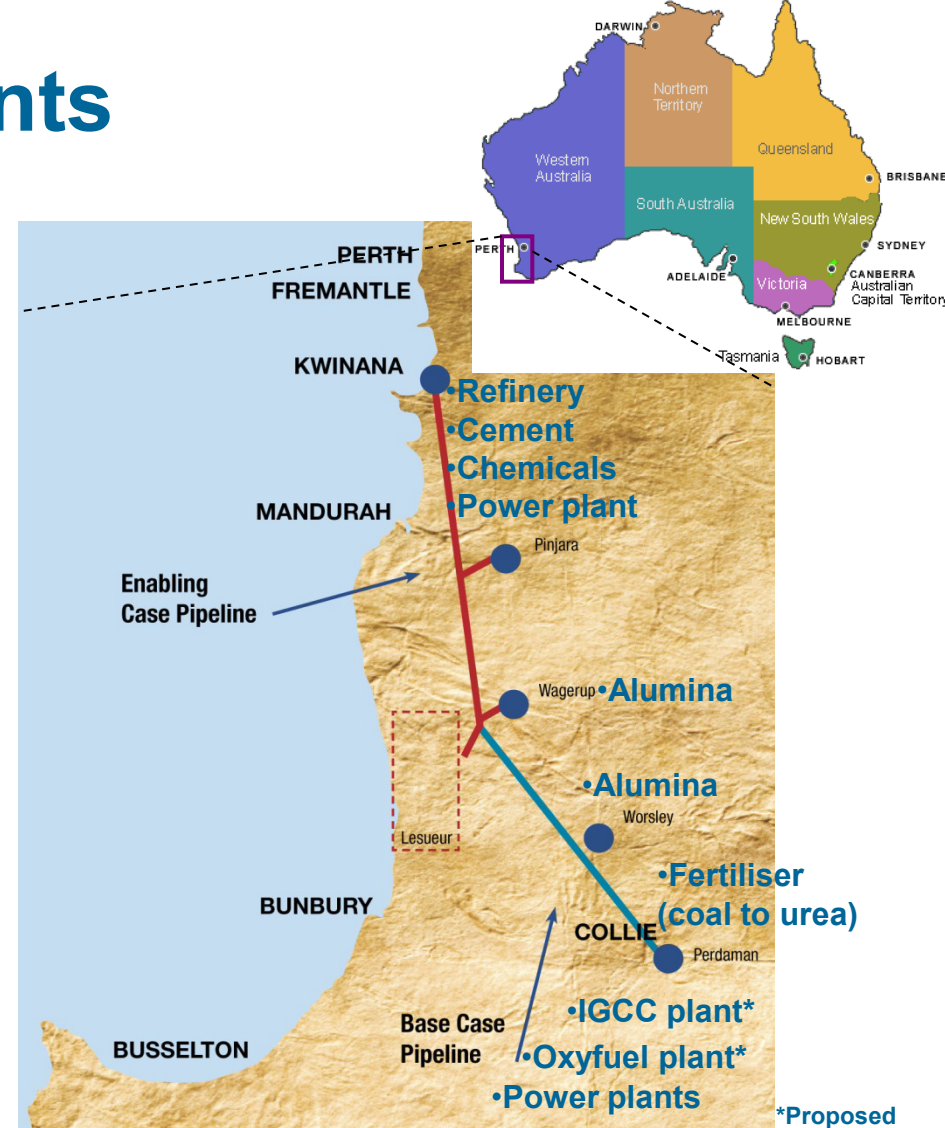 nts
DARWIN
Northern
Territory
Western
Australia
Queensland
BRISBANE
South Australia
New South Wales
PERTH
SYDNEY
ADELAIDE
CANBERRA
Australian
Capital Territory
Victoria
MELBOURNE
Tasmania
HOBART
PERTH
FREMANTLE
KWINANA
•Refinery
•Cement
•Chemicals
•Power plant
MANDURAH
Pinjara
Enabling
Case Pipeline
Wagerup
•Alumina
•Alumina
Worsley
Lesueur
•Fertiliser
(coal to urea)
BUNBURY
COLLIE
Perdaman
•IGCC plant*
Base Case
Pipeline
•Oxyfuel plant*
BUSSELTON
•Power plants
*Proposed